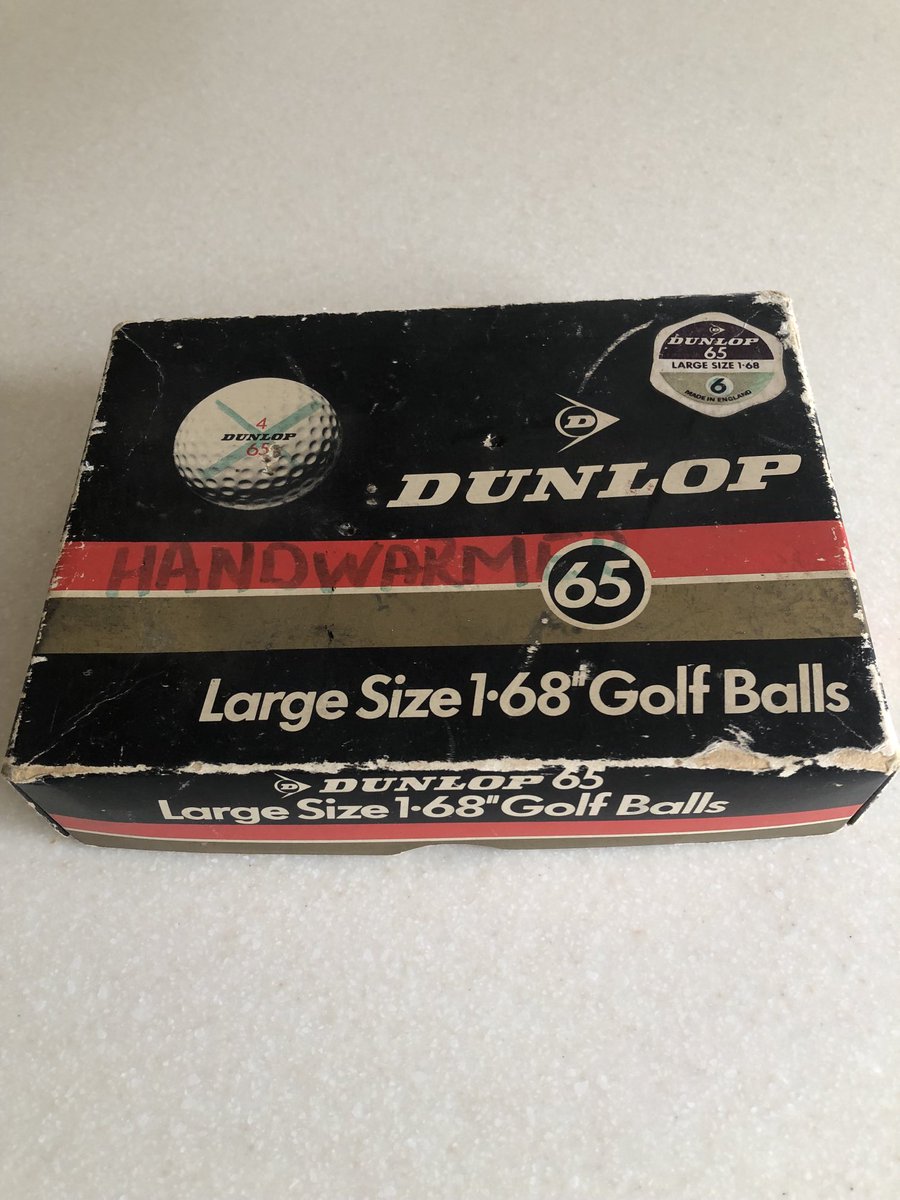 DUNLOP
65
LARGE SIZE 1·68
6
MADE IN ENGLAND
4
DUNLOP
65
D
DUNLOP
HANDWARMER
65
Large Size 1·68" Golf Balls
D DUNLOP 65
Large Size 1·68" Golf Balls